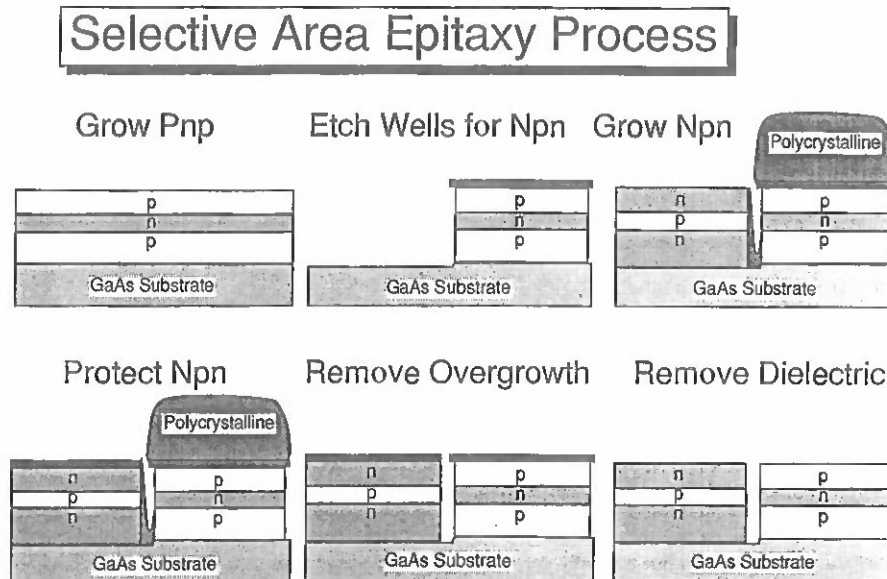 Selective Area Epitaxy Process
Grow Pnp
Etch Wells for Npn
Grow Npn
Polycrystalline
p
n
p
GaAs Substrate
p
n
p
GaAs Substrate
n
p
n
p
n
p
GaAs Substrate
Protect Npn
Remove Overgrowth
Remove Dielectric
Polycrystalline
n
p
n
p
n
p
GaAs Substrate
n
p
n
p
n
p
GaAs Substrate
n
p
n
p
n
p
GaAs Substrate